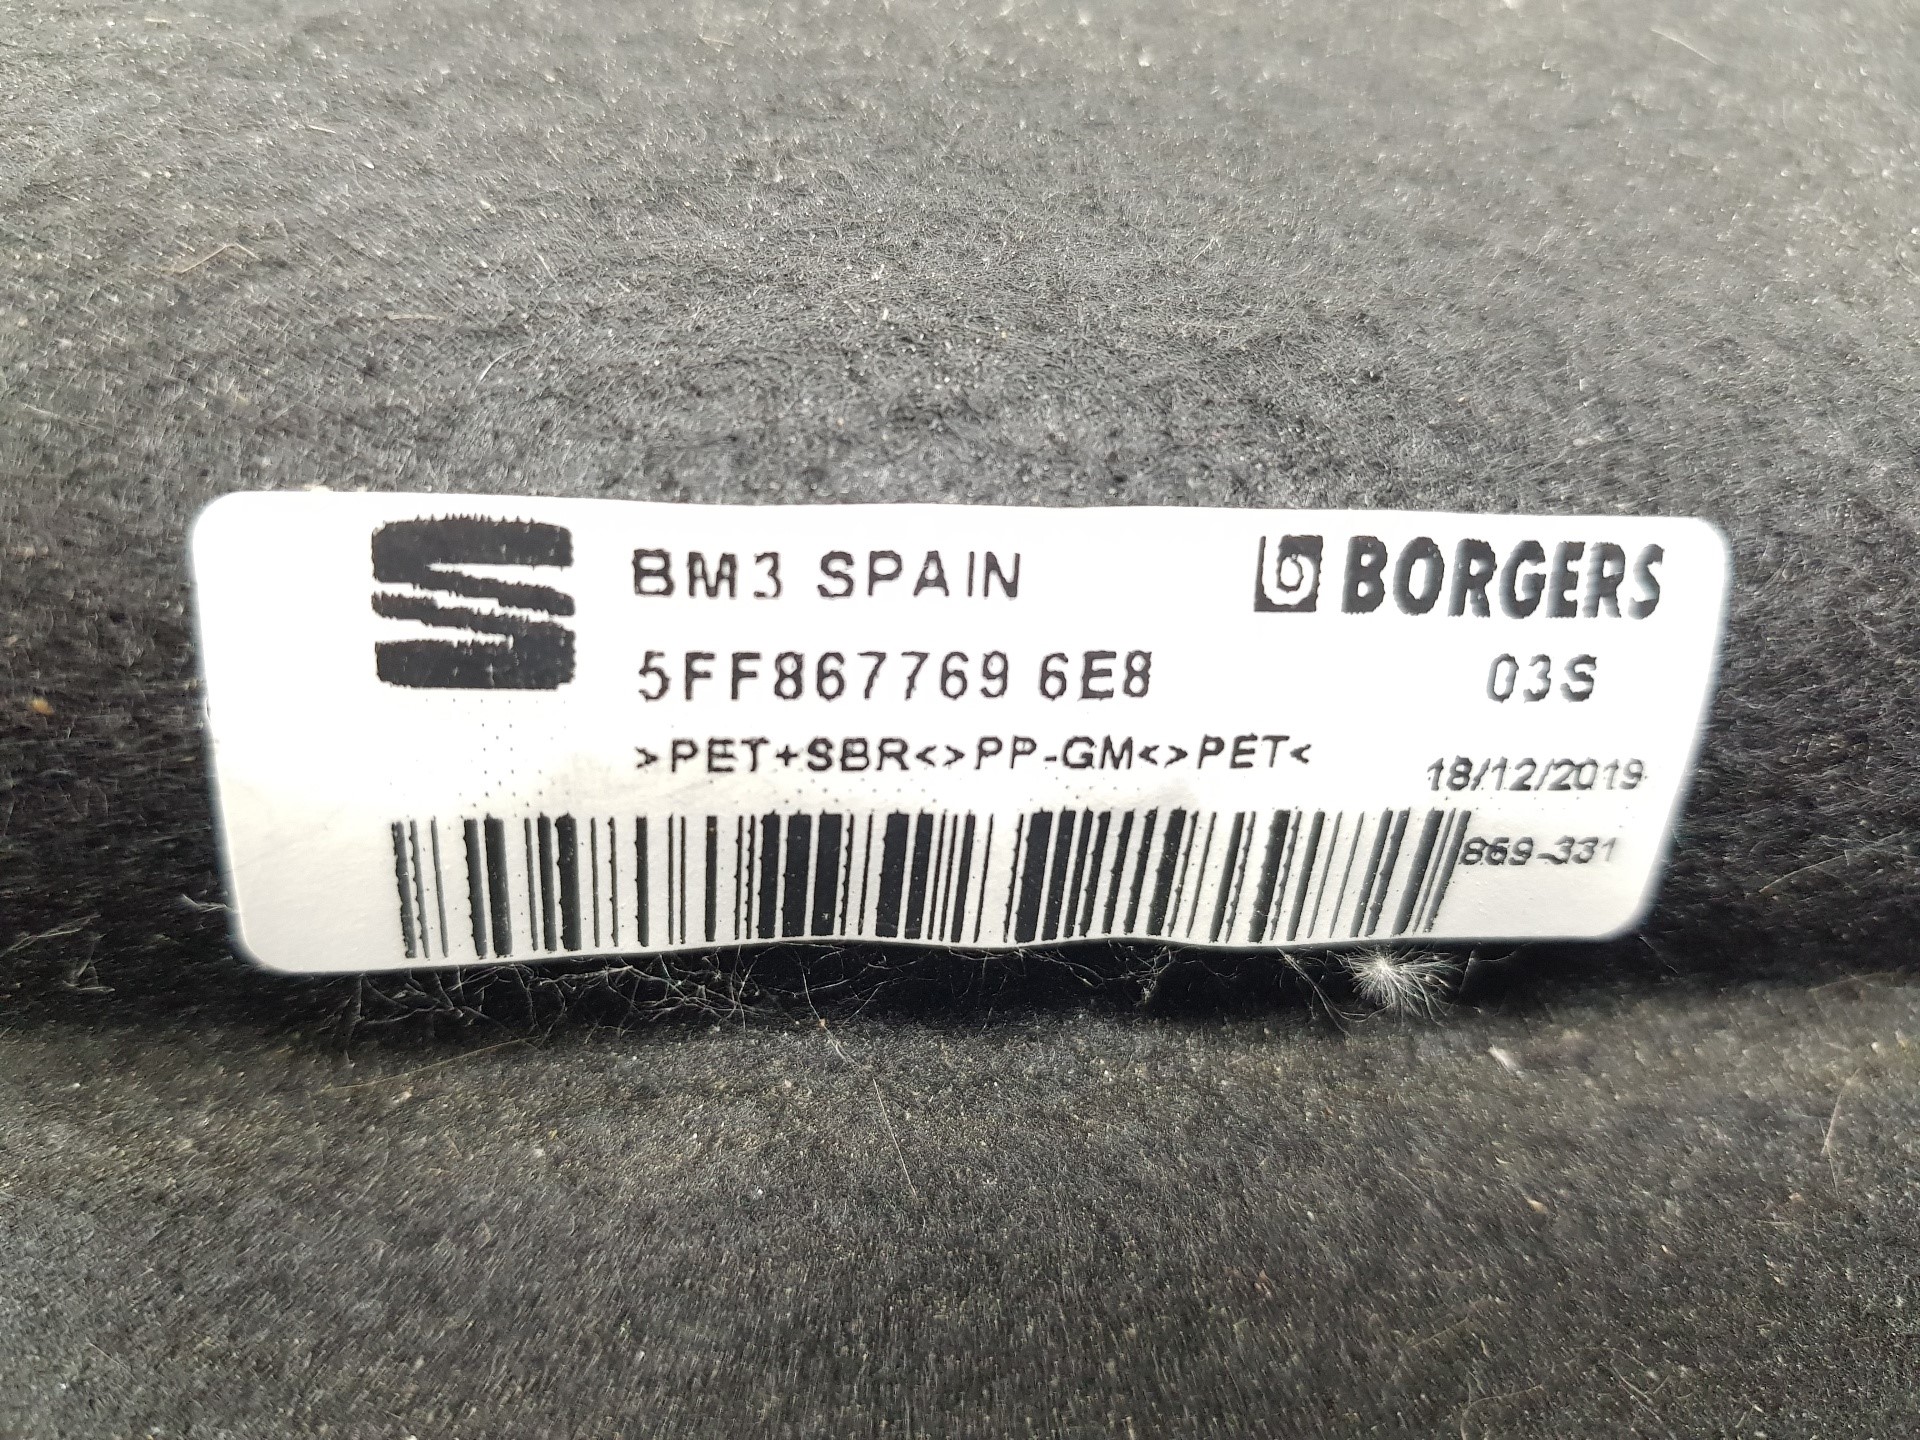 BM3 SPAIN
BORGERS
5FF867769 6E8
03S
>PET+SBR<>PP-GM<>PET<
18/12/2019
869-331